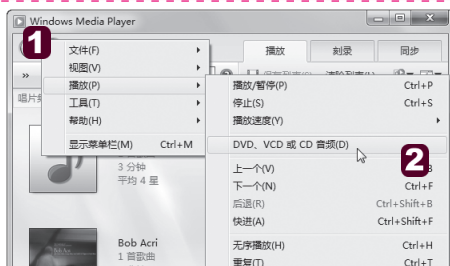 Windows Media Player
1
文件(F)
播放
刻录
同步
视图(V)
»
播放(P)
播放/暂停(P) Ctrl+P
唱片
工具(T)
停止(S) Ctrl+S
帮助(H)
播放速度(Y)
显示菜单栏(M) Ctrl+M
DVD、VCD 或 CD 音频(D)
2
3 分钟
上一个(V) B
平均 4 星
下一个(N) Ctrl+F
后退(R) Ctrl+Shift+B
快进(A) Ctrl+Shift+F
Bob Acri
无序播放(H) Ctrl+H
1 首歌曲
重复(T) Ctrl+T